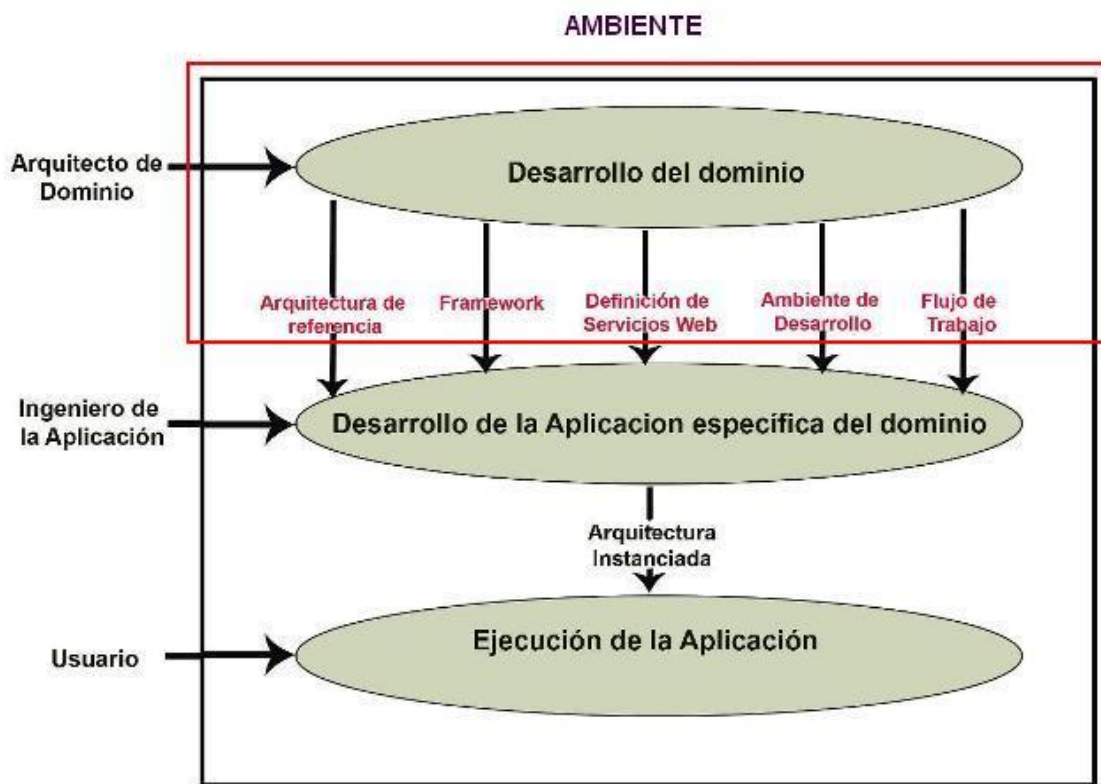 AMBIENTE
Arquitecto de
Dominio
Desarrollo del dominio
Arquitectura de
referencia
Framework
Definición de
Servicios Web
Ambiente de
Desarrollo
Flujo de
Trabajo
Ingeniero de
la Aplicación
Desarrollo de la Aplicacion específica del dominio
Arquitectura
Instanciada
Usuario
Ejecución de la Aplicación